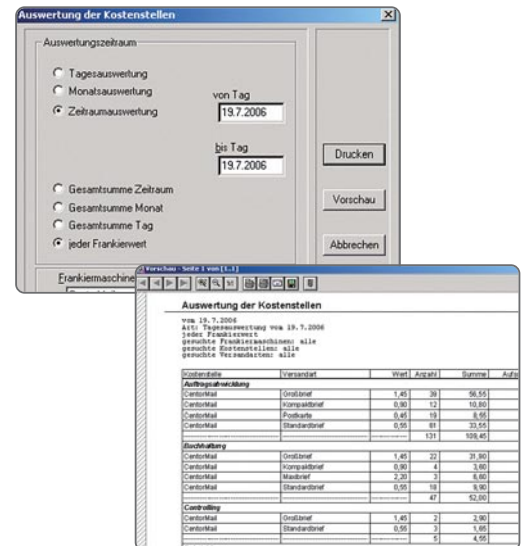 Auswertung der Kostenstellen
Auswertungszeitraum
Tagesauswertung
Monatsauswertung
Zeitraumauswertung
von Tag
19.7.2006
bis Tag
19.7.2006
Gesamtsumme Zeitraum
Gesamtsumme Monat
Gesamtsumme Tag
jeder Frankierwert
Drucken
Vorschau
Abbrechen
Frankiermaschine
Vorschau - Seite 1 von [1..1]
Auswertung der Kostenstellen
vom 19.7.2006
Art: Tagesauswertung vom 19.7.2006
jeder Frankierwert
gesuchte Frankiermaschinen: alle
gesuchte Kostenstellen: alle
gesuchte Versandarten: alle
Kostenstelle Versandart Wert Anzahl Summe
Auftragsabwicklung
CentorMail Großbrief 1,45 39 56,55
CentorMail Kompaktbrief 0,90 12 10,80
CentorMail Postkarte 0,45 19 8,55
CentorMail Standardbrief 0,55 61 33,55
131 109,45
Buchhaltung
CentorMail Großbrief 1,45 22 31,90
CentorMail Kompaktbrief 0,90 4 3,60
CentorMail Maxibrief 2,20 3 6,60
CentorMail Standardbrief 0,55 18 9,90
47 52,00
Controlling
CentorMail Großbrief 1,45 2 2,90
CentorMail Standardbrief 0,55 3 1,65
5 4,55